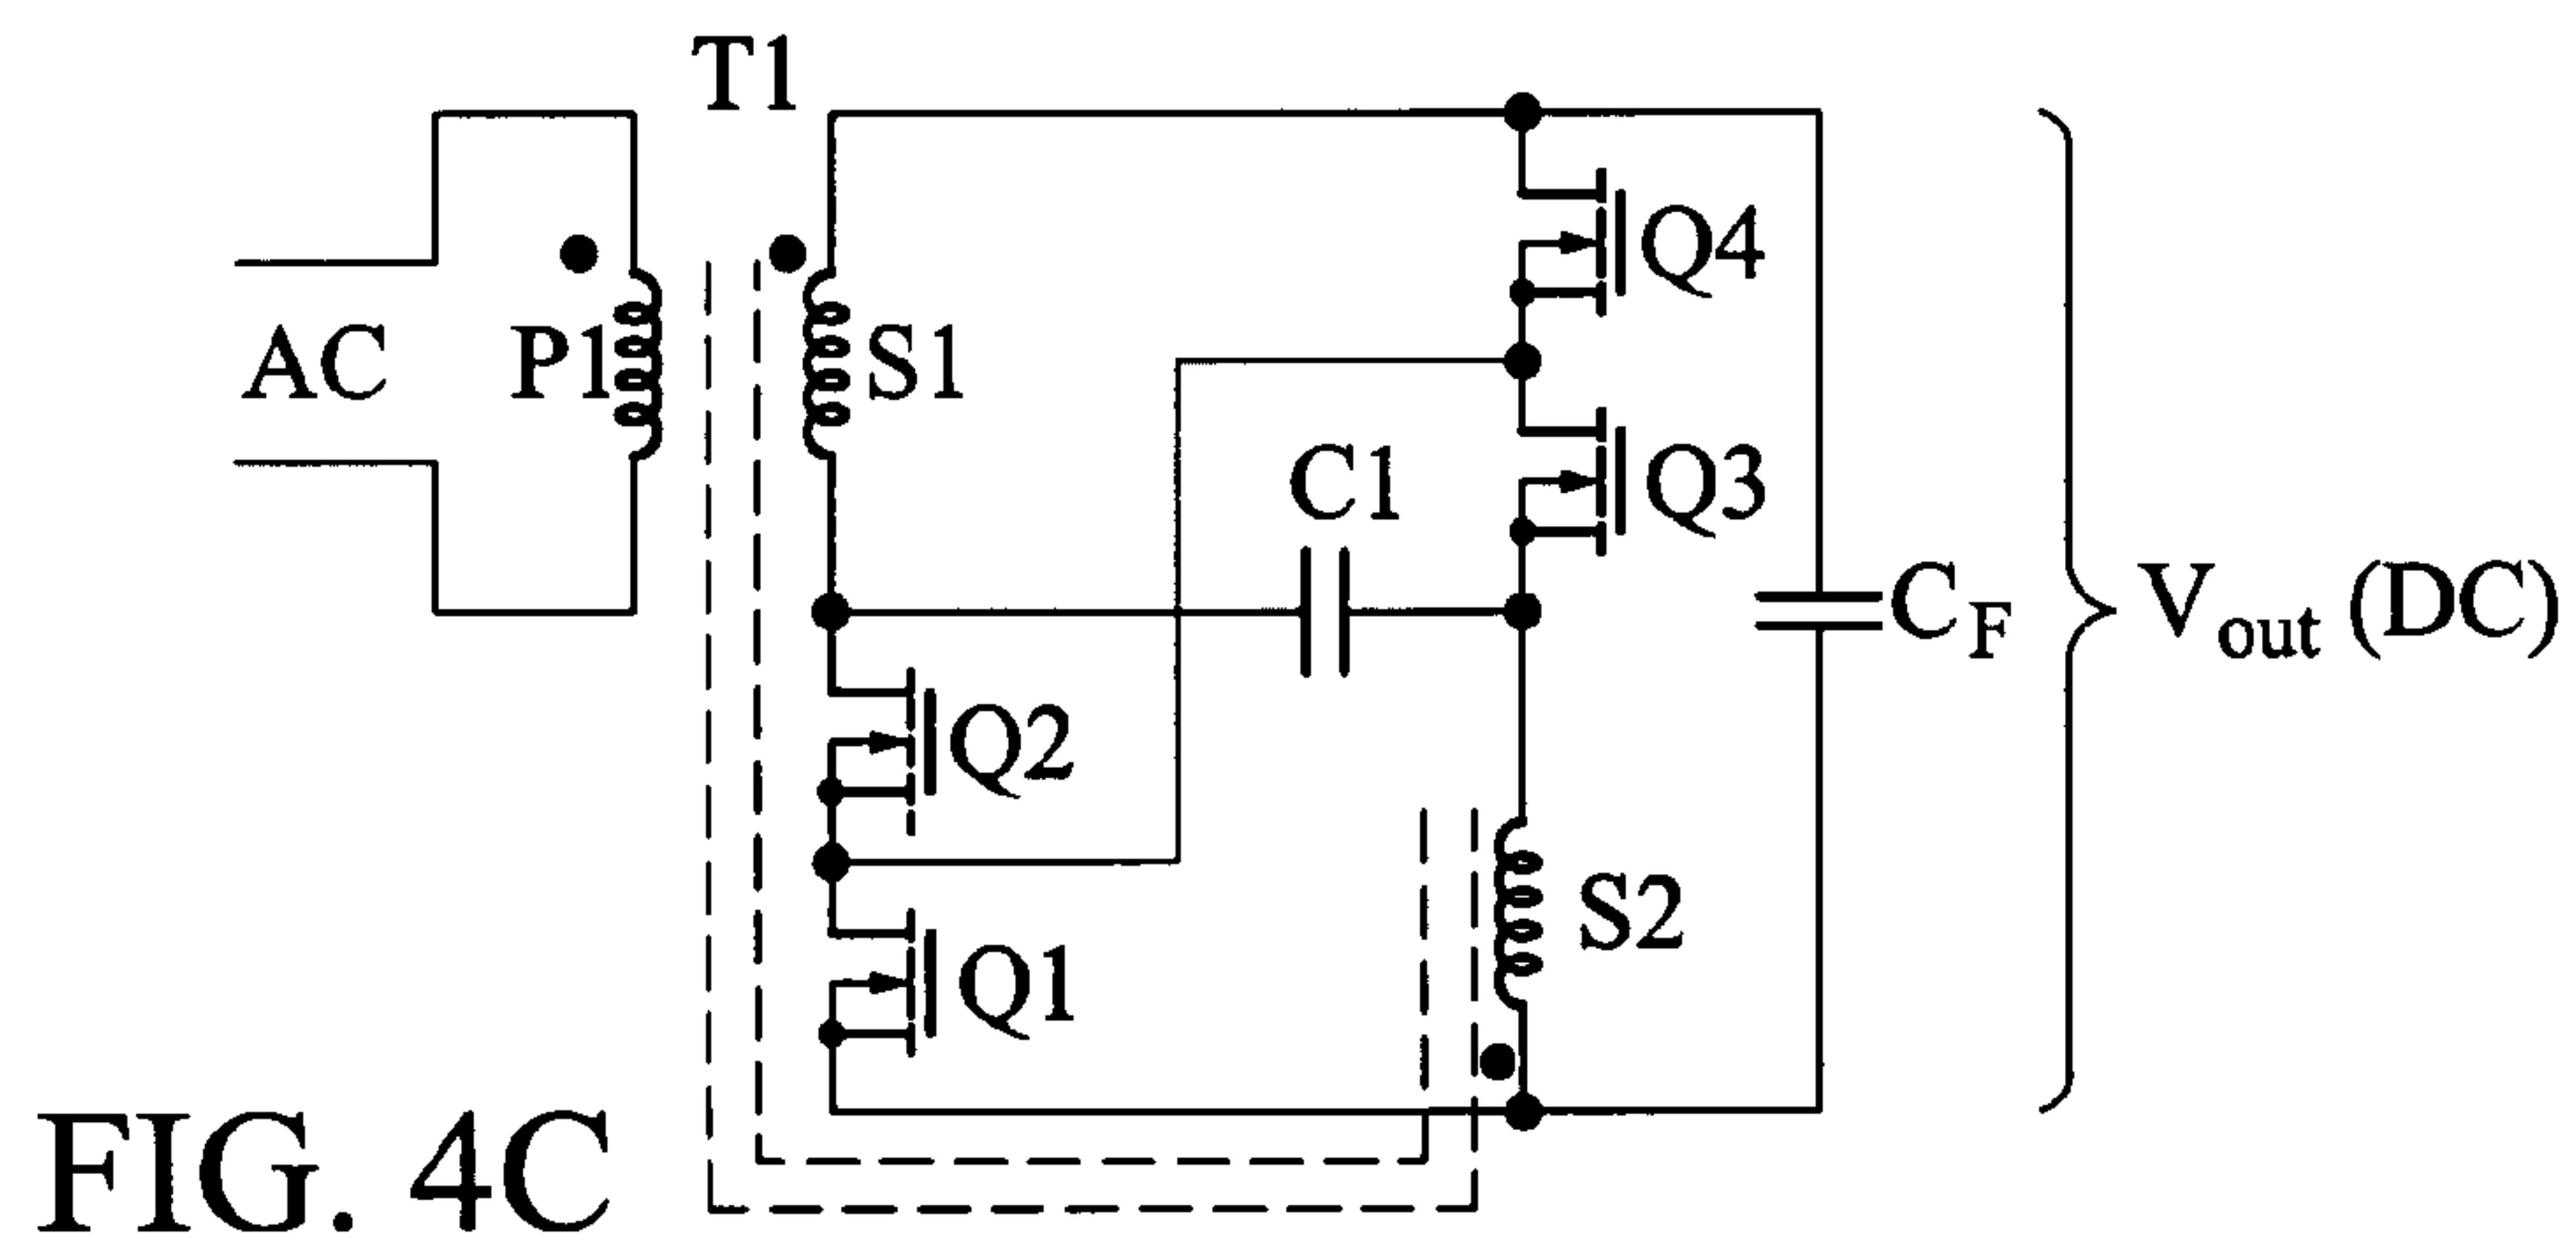 T1
AC
P1
S1
Q4
C1
Q3
C_F
V_out (DC)
Q2
S2
Q1
FIG. 4C